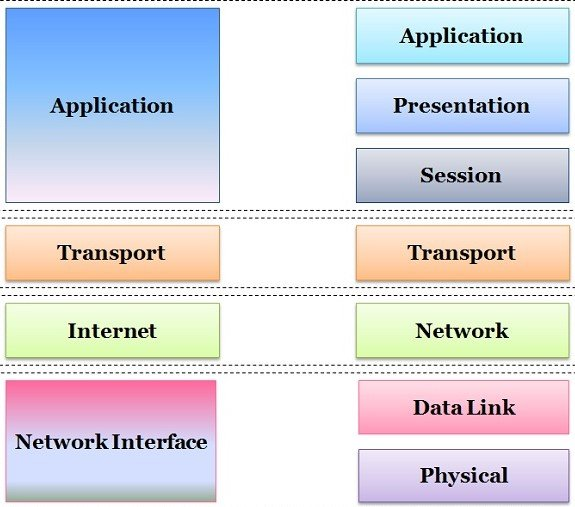 Application
Transport
Internet
Network Interface
Application
Presentation
Session
Transport
Network
Data Link
Physical